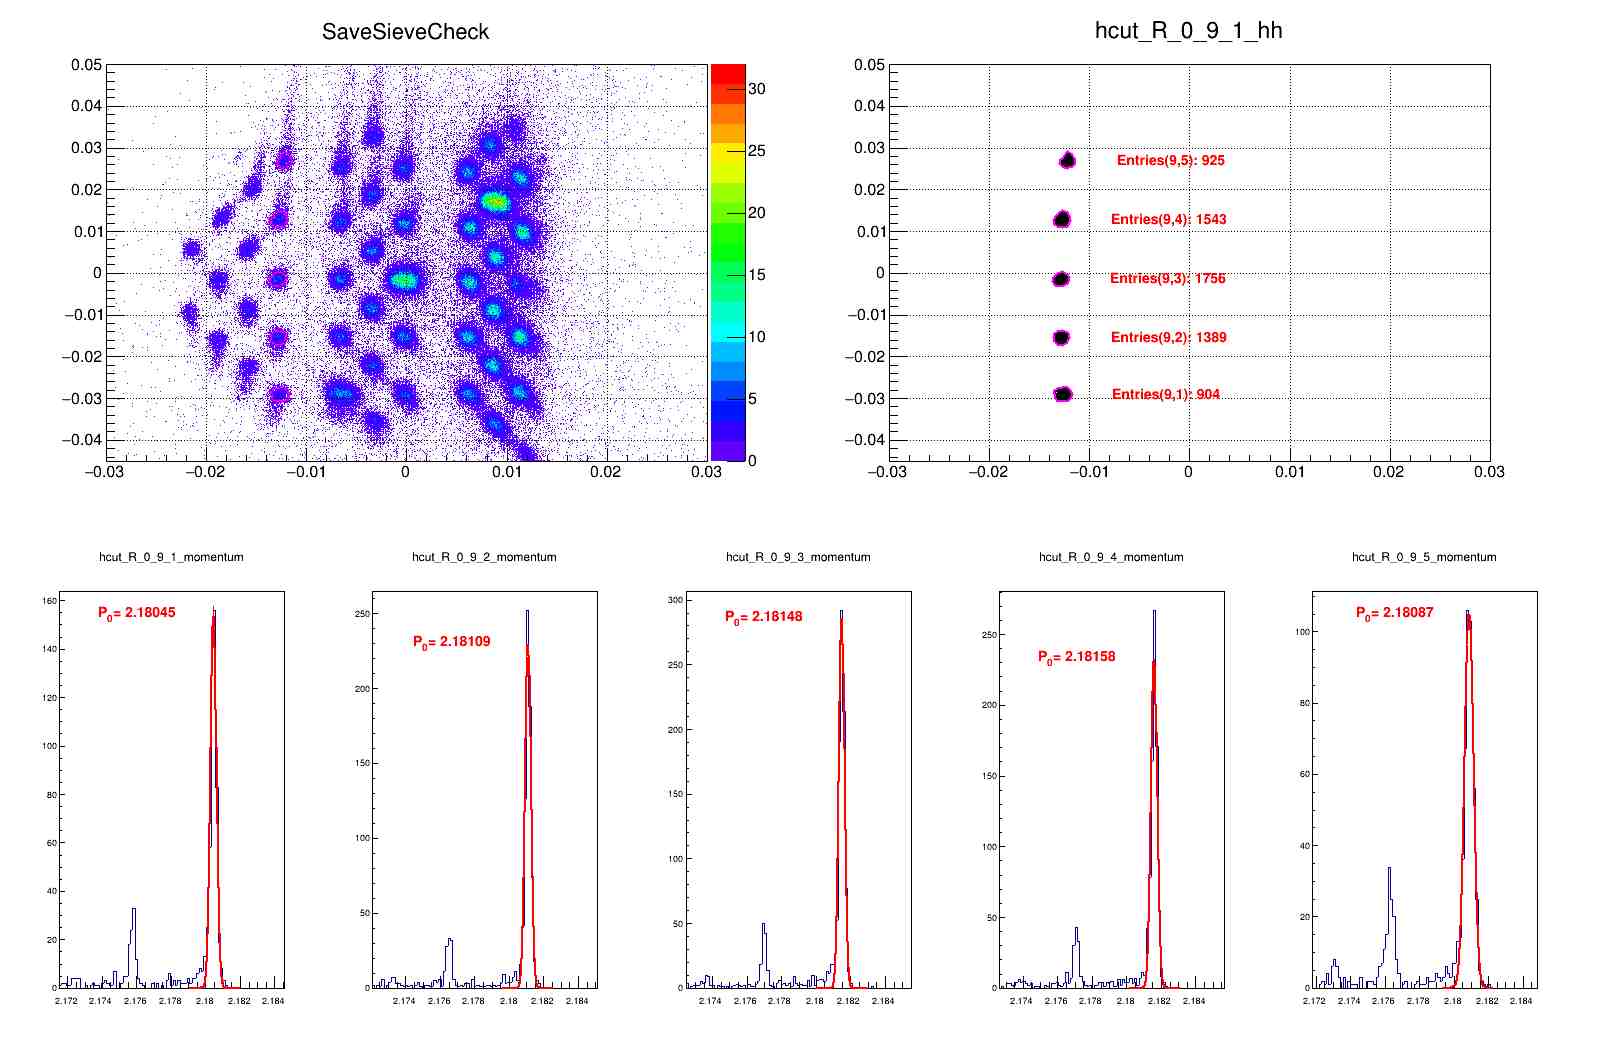 SaveSieveCheck
0.05
0.04
0.03
0.02
0.01
0
−0.01
−0.02
−0.03
−0.04
−0.03 −0.02 −0.01 0 0.01 0.02 0.03
30
25
20
15
10
5
0
hcut_R_0_9_1_hh
0.05
0.04
0.03
0.02
0.01
0
−0.01
−0.02
−0.03
−0.04
−0.03 −0.02 −0.01 0 0.01 0.02 0.03
Entries(9,5): 925
Entries(9,4): 1543
Entries(9,3): 1756
Entries(9,2): 1389
Entries(9,1): 904
hcut_R_0_9_1_momentum
P0= 2.18045
160
140
120
100
80
60
40
20
0
2.172 2.174 2.176 2.178 2.18 2.182 2.184
hcut_R_0_9_2_momentum
P0= 2.18109
250
200
150
100
50
0
2.174 2.176 2.178 2.18 2.182 2.184
hcut_R_0_9_3_momentum
P0= 2.18148
300
250
200
150
100
50
0
2.174 2.176 2.178 2.18 2.182 2.184
hcut_R_0_9_4_momentum
P0= 2.18158
250
200
150
100
50
0
2.174 2.176 2.178 2.18 2.182 2.184
hcut_R_0_9_5_momentum
P0= 2.18087
100
80
60
40
20
0
2.172 2.174 2.176 2.178 2.18 2.182 2.184